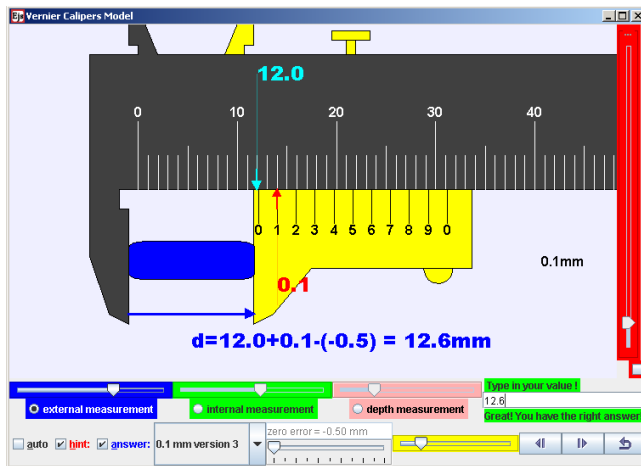 Vernier Calipers Model
12.0
0 10 20 30 40
0 1 2 3 4 5 6 7 8 9 0
0.1mm
0.1
d=12.0+0.1-(-0.5) = 12.6mm
Type in your value !
external measurement internal measurement depth measurement
12.6
Great! You have the right answer
auto hint: answer: 0.1 mm version 3 zero error = -0.50 mm